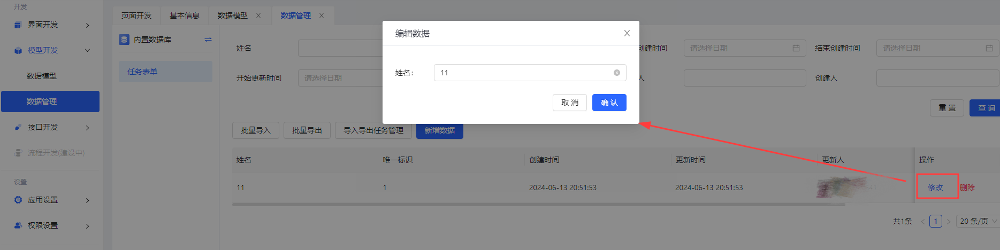 开发
界面开发
模型开发
数据模型
数据管理
接口开发
流程开发(建设中)
设置
应用设置
权限设置
页面开发
基本信息
数据模型
数据管理
内置数据库
任务表单
姓名
创建时间
请选择日期
结束创建时间
请选择日期
开始更新时间
请选择日期
人
创建人
重置
查询
编辑数据
姓名:
11
取消
确认
批量导入
批量导出
导入导出任务管理
新增数据
姓名
唯一标识
创建时间
更新时间
更新人
操作
11
1
2024-06-13 20:51:53
2024-06-13 20:51:53
修改
删除
共1条
1
20 条/页